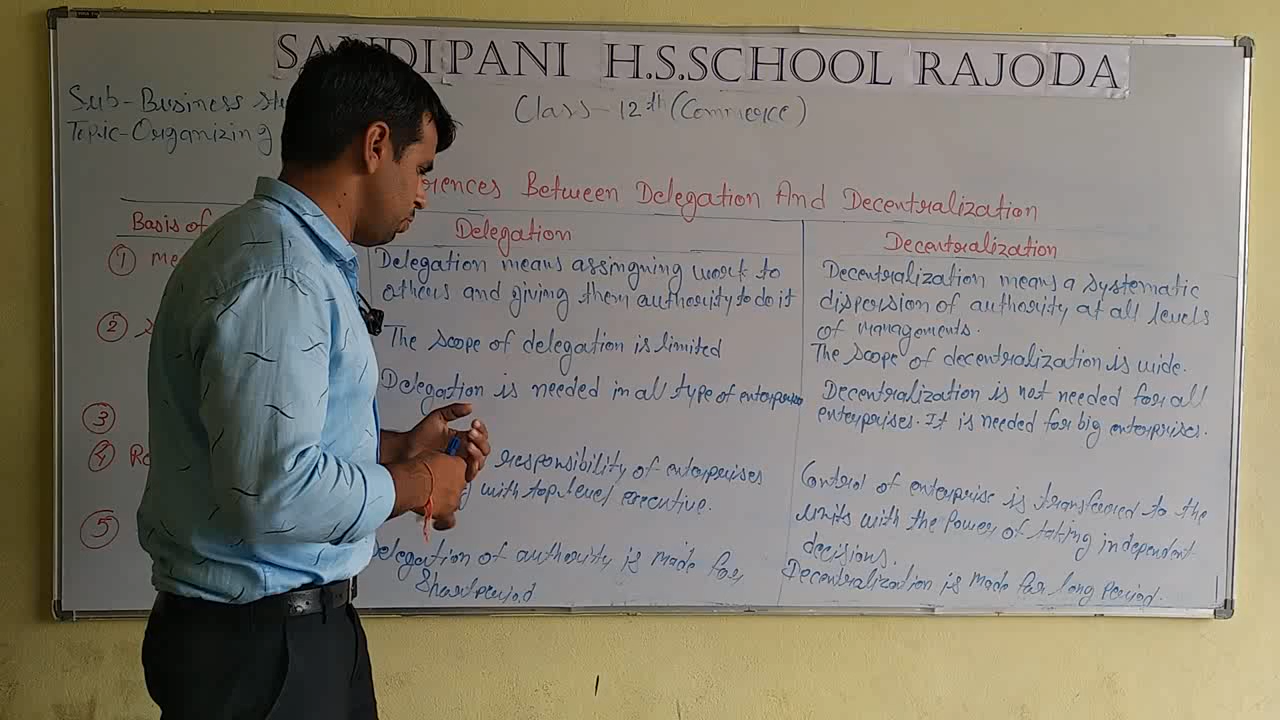 SANDIPANI H.S.SCHOOL RAJODA
Sub-Business
Topic-Organizing
Class-12th (Commerce)
Between Delegation And Decentralization
Basis of
Delegation
Decentralization
①
Delegation means assingning work to
others and giving them authority to do it
Decentralization means a systematic
dispersion of authority at all levels
of managements.
②
The scope of delegation is limited
The scope of decentralization is wide.
③
Delegation is needed in all type of enterprises
Decentralization is not needed for all
enterprises. It is needed for big enterprises.
④
responsibility of enterprises
with top level executive.
Control of enterprise is transferred to the
units with the Power of taking independent
decisions.
⑤
Delegation of authority is made for
Short period
Decentralization is made for long Period.